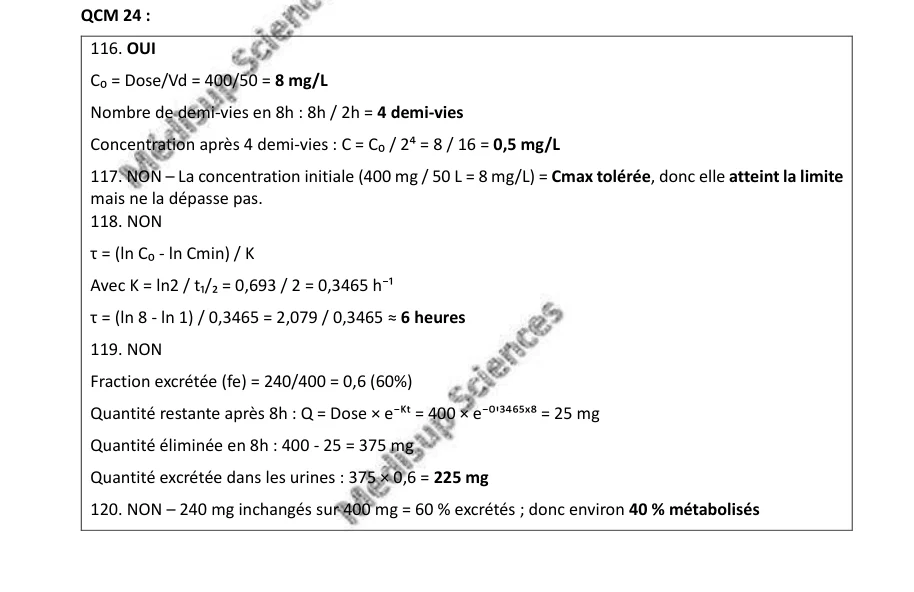 QCM 24 :
116. OUI
C₀ = Dose/Vd = 400/50 = 8 mg/L
Nombre de demi-vies en 8h : 8h / 2h = 4 demi-vies
Concentration après 4 demi-vies : C = C₀ / 2⁴ = 8 / 16 = 0,5 mg/L
117. NON – La concentration initiale (400 mg / 50 L = 8 mg/L) = Cmax tolérée, donc elle atteint la limite
mais ne la dépasse pas.
118. NON
τ = (ln C₀ - ln Cmin) / K
Avec K = ln2 / t₁/₂ = 0,693 / 2 = 0,3465 h⁻¹
τ = (ln 8 - ln 1) / 0,3465 = 2,079 / 0,3465 ≈ 6 heures
119. NON
Fraction excrétée (fe) = 240/400 = 0,6 (60%)
Quantité restante après 8h : Q = Dose × e⁻ᴷᵗ = 400 × e⁻⁰'³⁴⁶⁵ˣ⁸ = 25 mg
Quantité éliminée en 8h : 400 - 25 = 375 mg
Quantité excrétée dans les urines : 375 × 0,6 = 225 mg
120. NON – 240 mg inchangés sur 400 mg = 60 % excrétés ; donc environ 40 % métabolisés
Médisup Sciences
Médisup Sciences